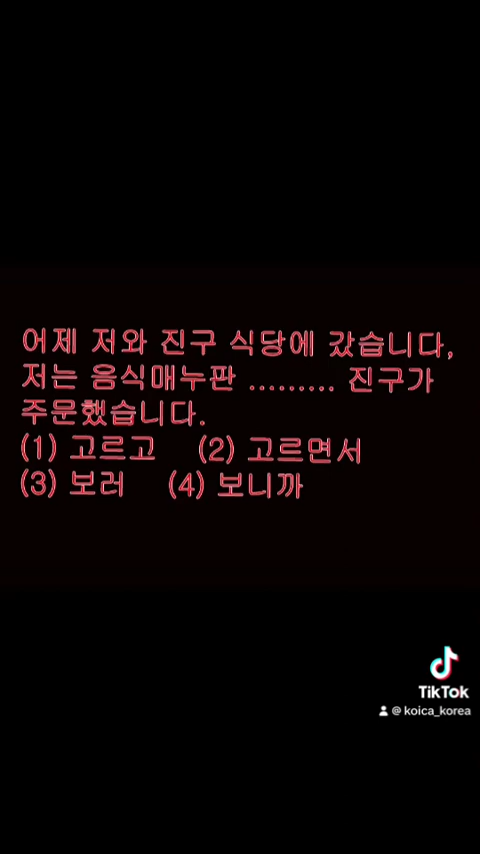 어제 저와 진구 식당에 갔습니다,
저는 음식매누판 ......... 진구가
주문했습니다.
(1) 고르고 (2) 고르면서
(3) 보러 (4) 보니까
TikTok
@ koica_korea